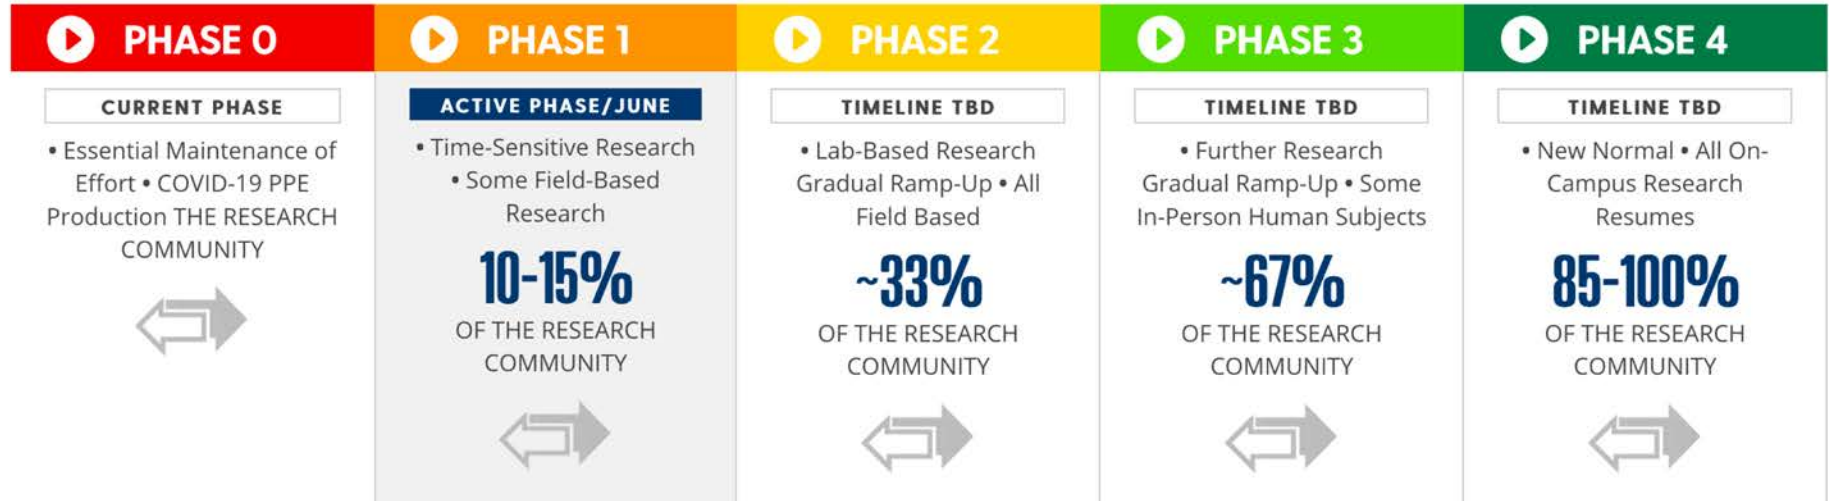 PHASE 0
CURRENT PHASE
• Essential Maintenance of
Effort • COVID-19 PPE
Production THE RESEARCH
COMMUNITY
PHASE 1
ACTIVE PHASE/JUNE
• Time-Sensitive Research
• Some Field-Based
Research
10-15%
OF THE RESEARCH
COMMUNITY
PHASE 2
TIMELINE TBD
• Lab-Based Research
Gradual Ramp-Up • All
Field Based
~33%
OF THE RESEARCH
COMMUNITY
PHASE 3
TIMELINE TBD
• Further Research
Gradual Ramp-Up • Some
In-Person Human Subjects
~67%
OF THE RESEARCH
COMMUNITY
PHASE 4
TIMELINE TBD
• New Normal • All On-
Campus Research
Resumes
85-100%
OF THE RESEARCH
COMMUNITY